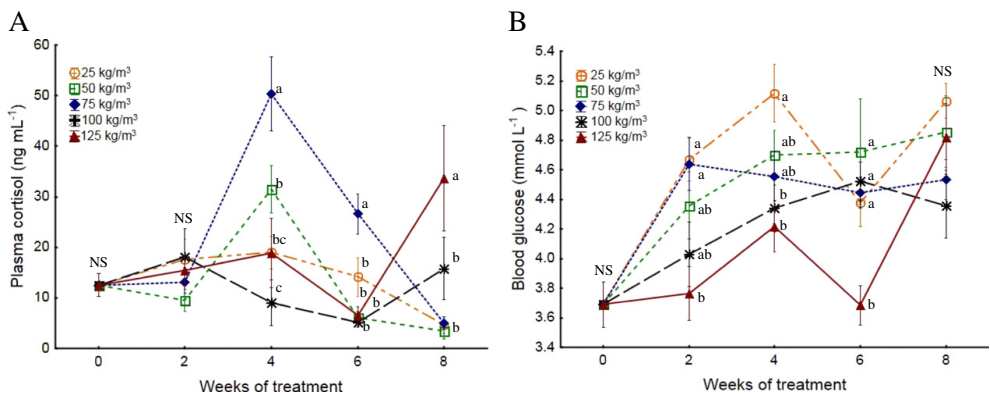 A
Plasma cortisol (ng mL⁻¹)
60
50
40
30
20
10
0
25 kg/m³
50 kg/m³
75 kg/m³
100 kg/m³
125 kg/m³
NS
NS
a
b
bc
c
a
b
b
b
a
b
b
0 2 4 6 8
Weeks of treatment
B
Blood glucose (mmol L⁻¹)
5.4
5.2
5.0
4.8
4.6
4.4
4.2
4.0
3.8
3.6
3.4
25 kg/m³
50 kg/m³
75 kg/m³
100 kg/m³
125 kg/m³
NS
a
a
ab
ab
b
a
ab
ab
b
b
a
a
a
b
NS
0 2 4 6 8
Weeks of treatment